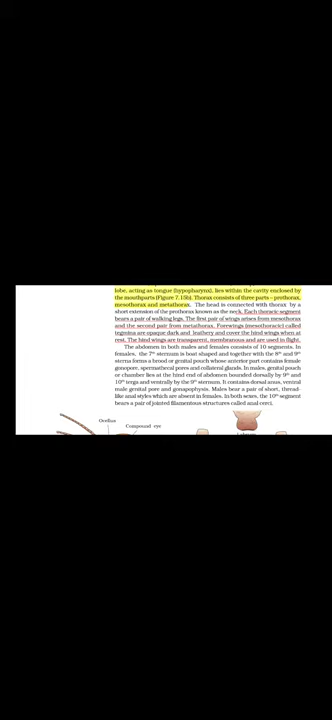 lobe, acting as tongue (hypopharynx), lies within the cavity enclosed by
the mouthparts (Figure 7.15b). Thorax consists of three parts – prothorax,
mesothorax and metathorax. The head is connected with thorax by a
short extension of the prothorax known as the neck. Each thoracic segment
bears a pair of walking legs. The first pair of wings arises from mesothorax
and the second pair from metathorax. Forewings (mesothoracic) called
tegmina are opaque dark and leathery and cover the hind wings when at
rest. The hind wings are transparent, membranous and are used in flight.
The abdomen in both males and females consists of 10 segments. In
females, the 7th sternum is boat shaped and together with the 8th and 9th
sterna forms a brood or genital pouch whose anterior part contains female
gonopore, spermathecal pores and collateral glands. In males, genital pouch
or chamber lies at the hind end of abdomen bounded dorsally by 9th and
10th terga and ventrally by the 9th sternum. It contains dorsal anus, ventral
male genital pore and gonapophysis. Males bear a pair of short, thread-
like anal styles which are absent in females. In both sexes, the 10th segment
bears a pair of jointed filamentous structures called anal cerci.
Ocellus
Compound eye